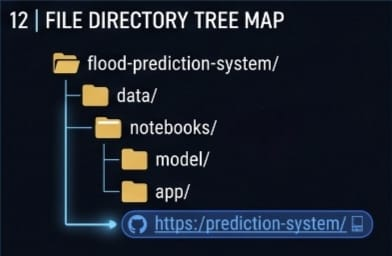 12 | FILE DIRECTORY TREE MAP
flood-prediction-system/
data/
notebooks/
model/
app/
https:/prediction-system/